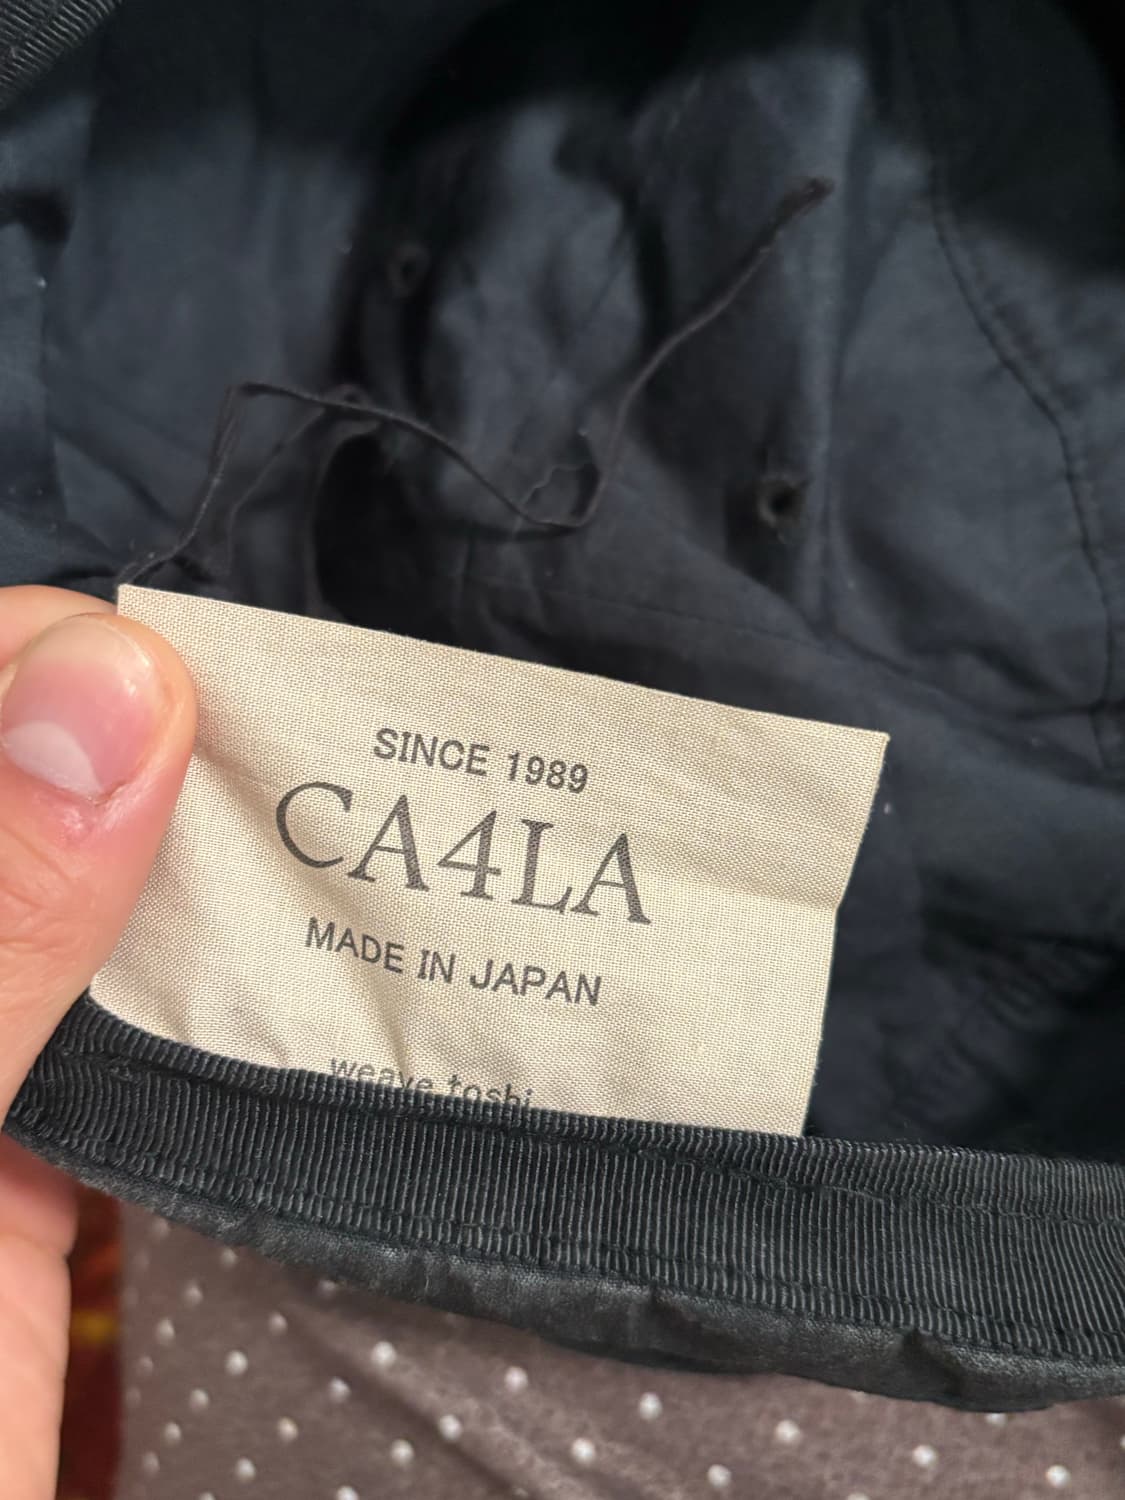 SINCE 1989
CA4LA
MADE IN JAPAN
weave toshi